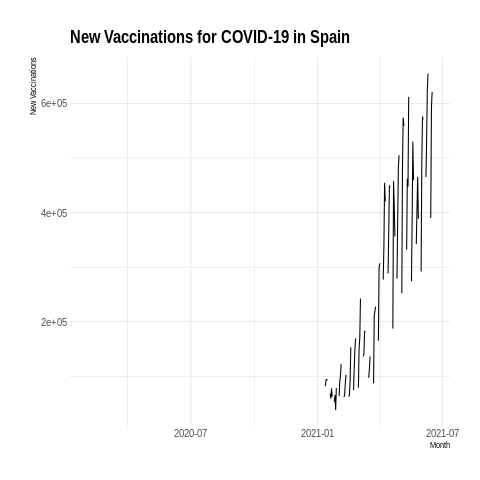 New Vaccinations for COVID-19 in Spain
New Vaccinations
6e+05
4e+05
2e+05
2020-07
2021-01
2021-07
Month